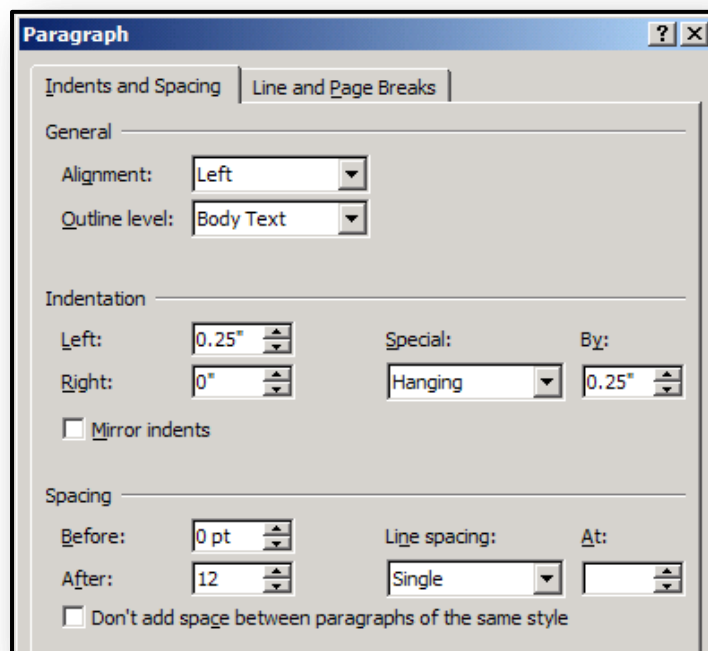 Paragraph ? X
Indents and Spacing Line and Page Breaks
General
Alignment: Left
Outline level: Body Text
Indentation
Left: 0.25" Special: By:
Right: 0" Hanging 0.25"
Mirror indents
Spacing
Before: 0 pt Line spacing: At:
After: 12 Single
Don't add space between paragraphs of the same style